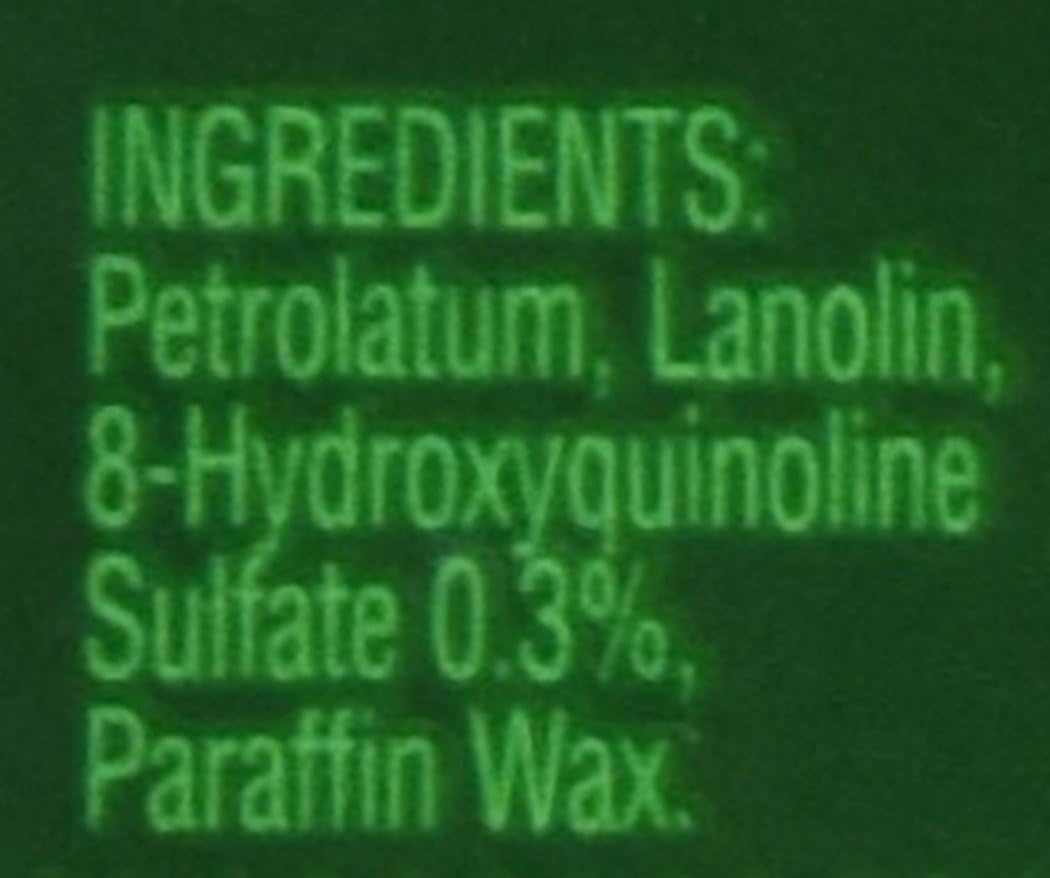 INGREDIENTS:
Petrolatum, Lanolin,
8-Hydroxyquinoline
Sulfate 0.3%,
Paraffin Wax.